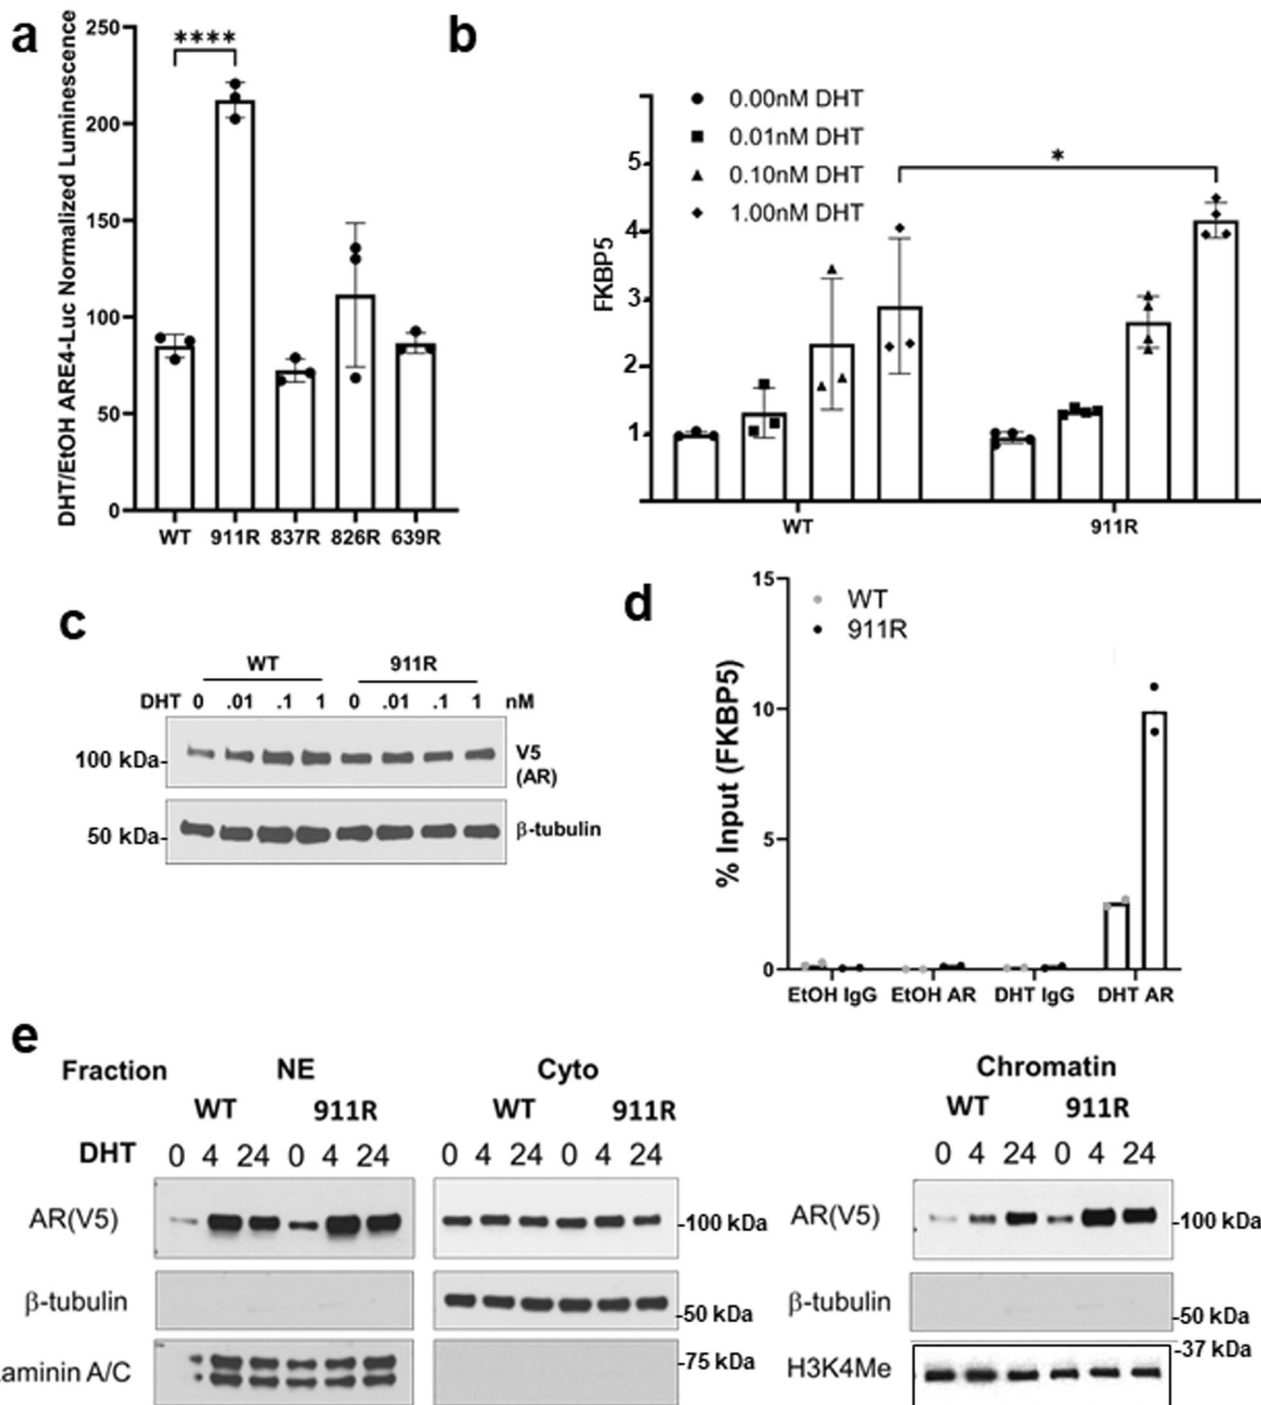 a
DHT/EtOH ARE4-Luc Normalized Luminescence
250
200
150
100
50
0
****
WT 911R 837R 826R 639R
b
FKBP5
5
4
3
2
1
0.00nM DHT
0.01nM DHT
0.10nM DHT
1.00nM DHT
*
WT 911R
c
WT 911R
DHT 0 .01 .1 1 0 .01 .1 1 nM
100 kDa- V5
(AR)
50 kDa- β-tubulin
d
% Input (FKBP5)
15
10
5
0
WT
911R
EtOH IgG EtOH AR DHT IgG DHT AR
e
Fraction NE Cyto Chromatin
WT 911R WT 911R WT 911R
DHT 0 4 24 0 4 24 0 4 24 0 4 24 0 4 24 0 4 24
AR(V5) -100 kDa AR(V5) -100 kDa
β-tubulin -50 kDa β-tubulin -50 kDa
aminin A/C -75 kDa H3K4Me -37 kDa